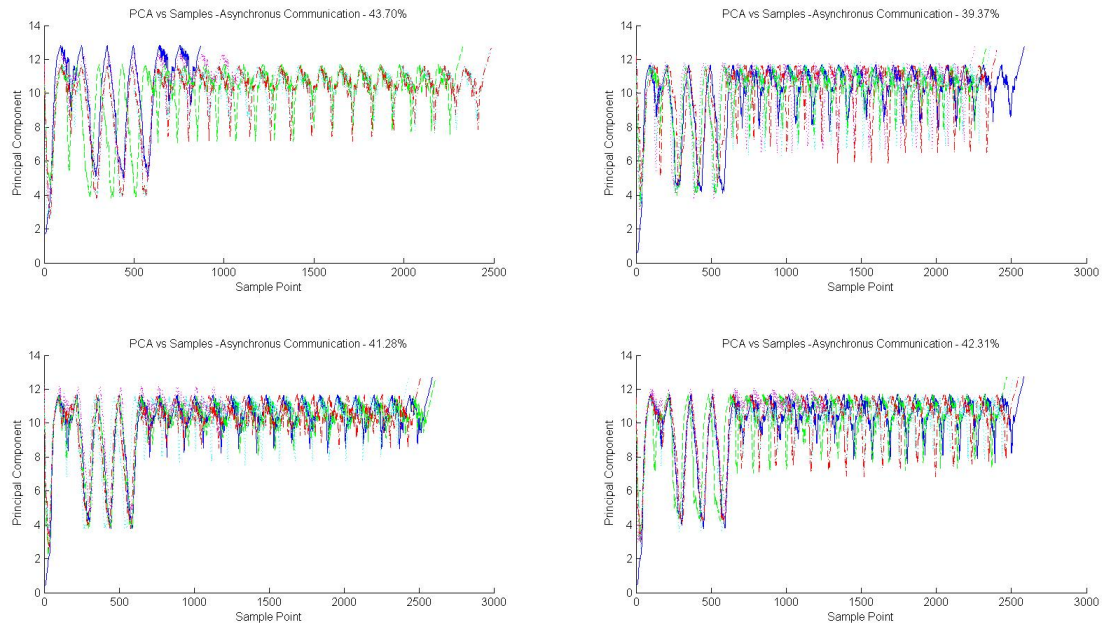 PCA vs Samples -Asynchronus Communication - 43.70%
14
12
10
8
6
4
2
0
Principal Component
0 500 1000 1500 2000 2500
Sample Point
PCA vs Samples -Asynchronus Communication - 39.37%
14
12
10
8
6
4
2
0
Principal Component
0 500 1000 1500 2000 2500 3000
Sample Point
PCA vs Samples -Asynchronus Communication - 41.28%
14
12
10
8
6
4
2
0
Principal Component
0 500 1000 1500 2000 2500 3000
Sample Point
PCA vs Samples -Asynchronus Communication - 42.31%
14
12
10
8
6
4
2
0
Principal Component
0 500 1000 1500 2000 2500 3000
Sample Point